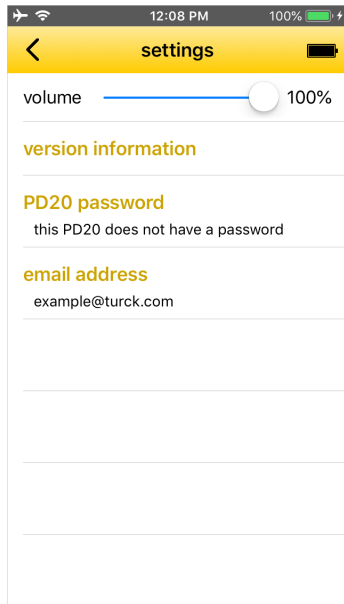 12:08 PM
100%
settings
volume
100%
version information
PD20 password
this PD20 does not have a password
email address
example@turck.com